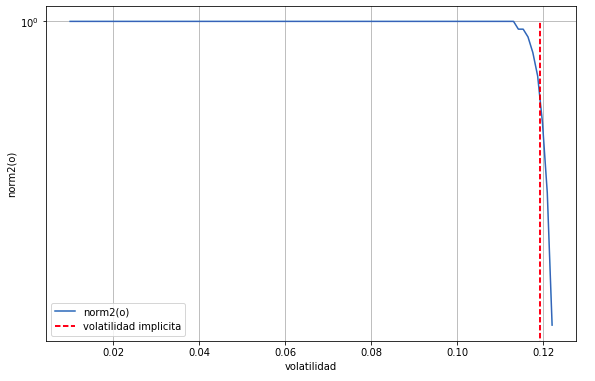 10⁰
norm2(o)
norm2(o)
volatilidad implicita
0.02 0.04 0.06 0.08 0.10 0.12
volatilidad